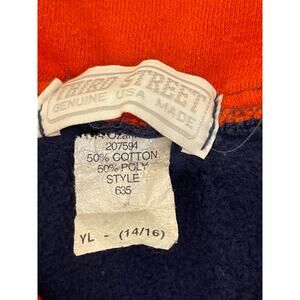 THIRD STREET
GENUINE USA MADE
207594
50% COTTON
50% POLY
STYLE
635
YL - (14/16)